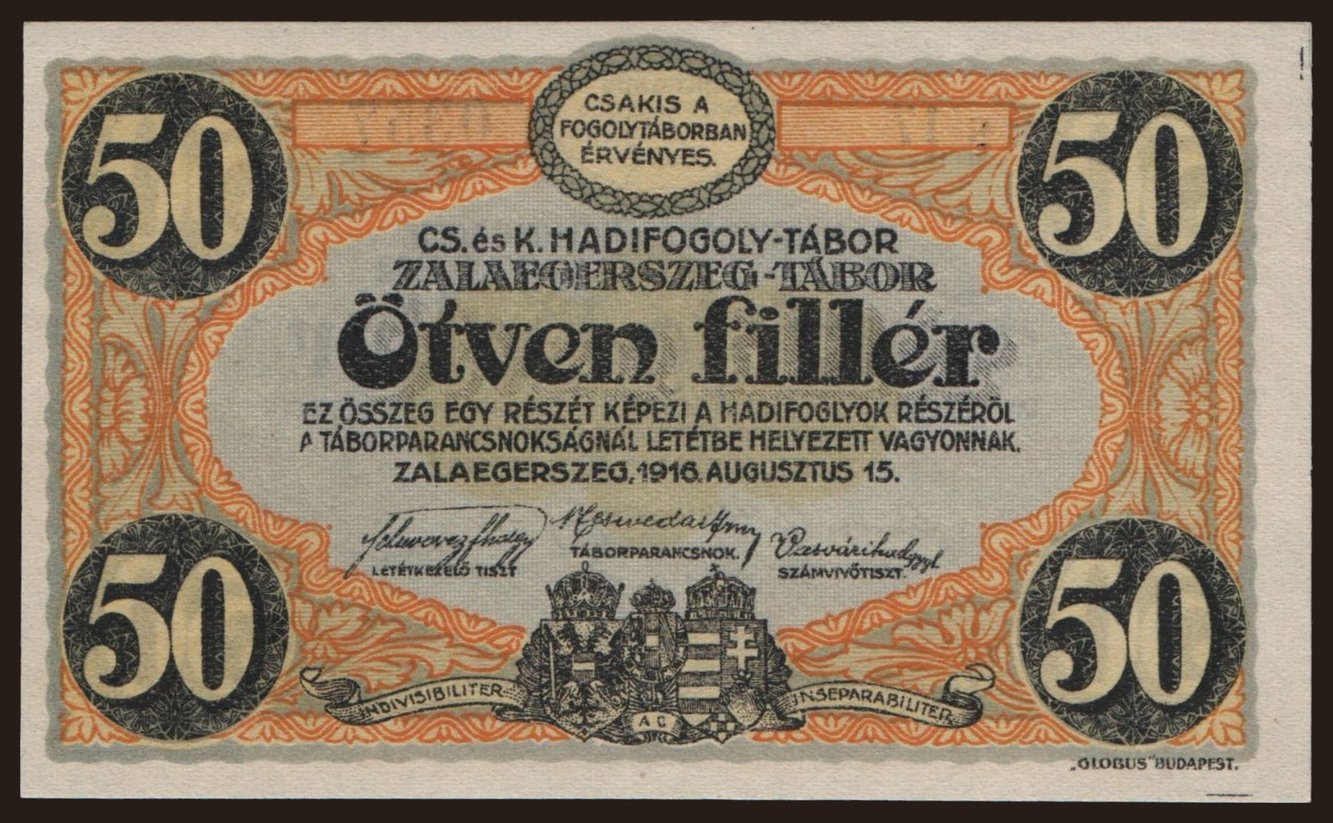 50
50
CSAKIS A
FOGOLYTÁBORBAN
ÉRVÉNYES.
CS. és K. HADIFOGOLY-TÁBOR
ZALAEGERSZEG-TÁBOR
Ötven fillér
EZ ÖSSZEG EGY RÉSZÉT KÉPEZI A HADIFOGLYOK RÉSZÉRÖL
A TÁBORPARANCSNOKSÁGNÁL LETÉTBE HELYEZETT VAGYONNAK.
ZALAEGERSZEG, 1916. AUGUSZTUS 15.
LETÉTKEZELŐ TISZT
TÁBORPARANCSNOK.
SZÁMVIVŐTISZT.
50
50
INDIVISIBILITER
AC
INSEPARABILITER
„GLOBUS" BUDAPEST.